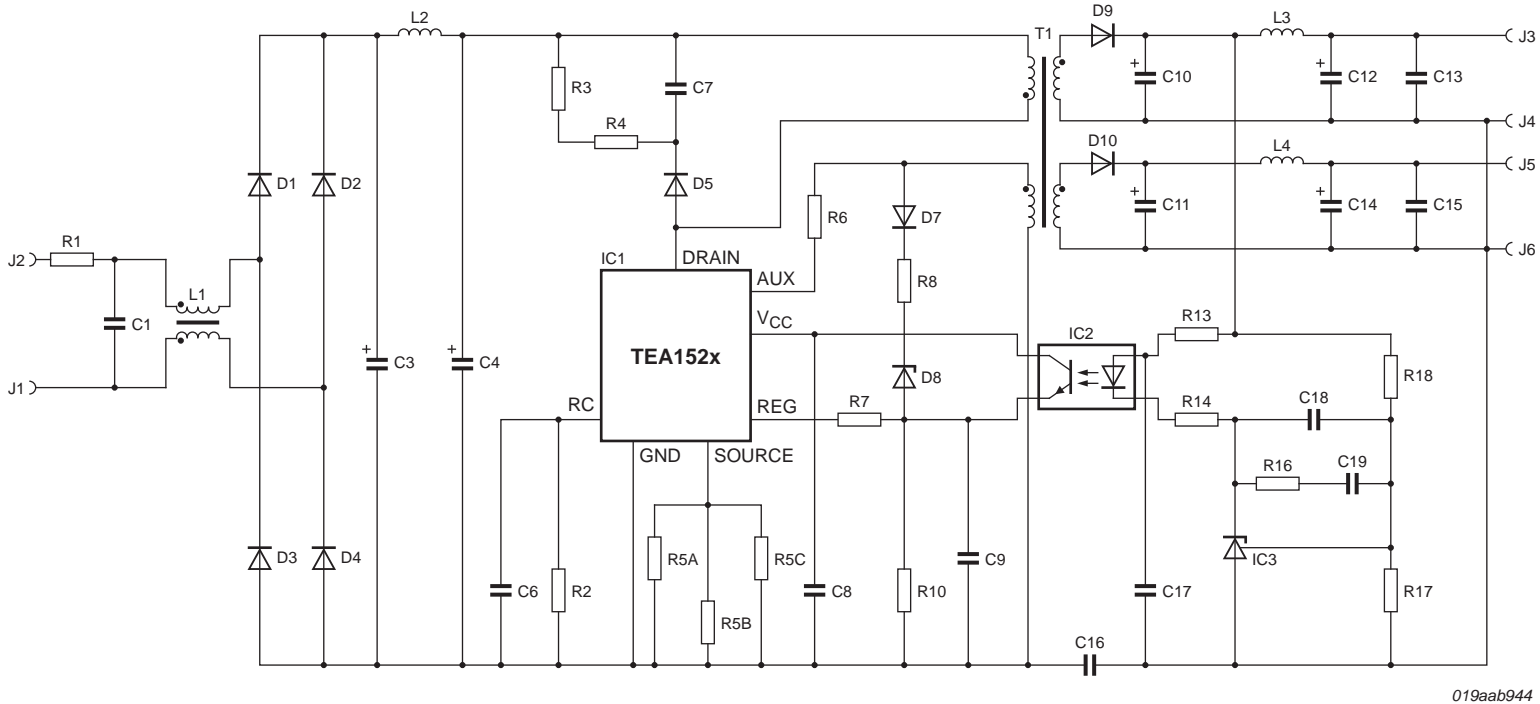 L2
D9
L3
T1
J3
R3
C7
C10
C12
C13
R4
J4
D10
L4
J5
D1
D2
D5
D7
C11
C14
C15
R6
R1
J2
IC1
DRAIN
J6
AUX
R8
L1
C1
VCC
IC2
R13
C3
C4
TEA152x
D8
R18
J1
RC
REG
R7
R14
C18
GND
SOURCE
R16
C19
D3
D4
R5A
R5C
C9
IC3
C6
R2
C8
R10
C17
R17
R5B
C16
019aab944